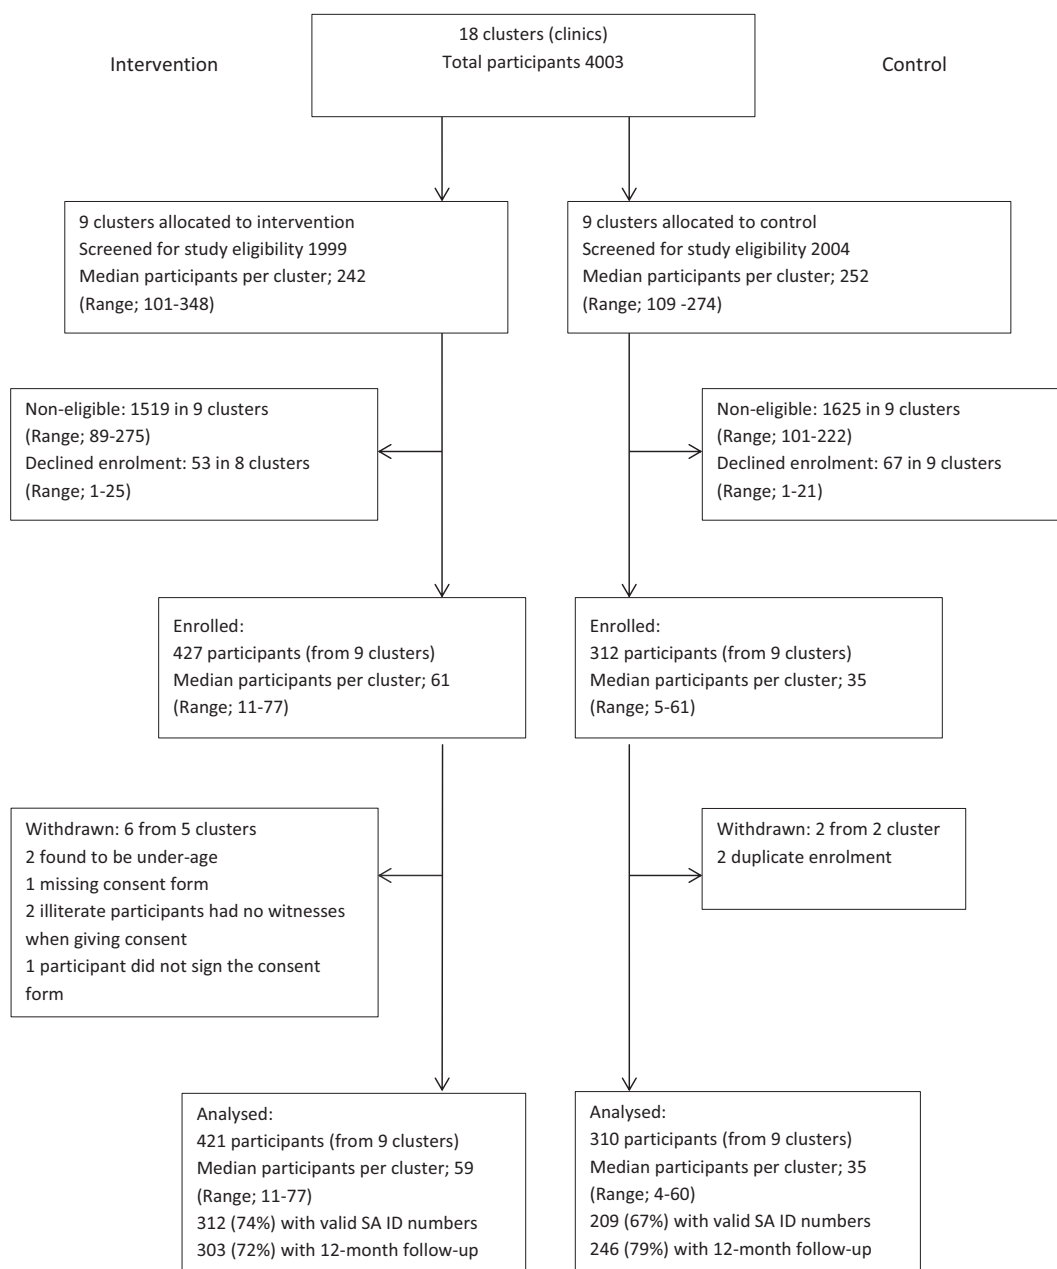 18 clusters (clinics)
Total participants 4003
Intervention
Control
9 clusters allocated to intervention
Screened for study eligibility 1999
Median participants per cluster; 242
(Range; 101-348)
9 clusters allocated to control
Screened for study eligibility 2004
Median participants per cluster; 252
(Range; 109 -274)
Non-eligible: 1519 in 9 clusters
(Range; 89-275)
Declined enrolment: 53 in 8 clusters
(Range; 1-25)
Non-eligible: 1625 in 9 clusters
(Range; 101-222)
Declined enrolment: 67 in 9 clusters
(Range; 1-21)
Enrolled:
427 participants (from 9 clusters)
Median participants per cluster; 61
(Range; 11-77)
Enrolled:
312 participants (from 9 clusters)
Median participants per cluster; 35
(Range; 5-61)
Withdrawn: 6 from 5 clusters
2 found to be under-age
1 missing consent form
2 illiterate participants had no witnesses
when giving consent
1 participant did not sign the consent
form
Withdrawn: 2 from 2 cluster
2 duplicate enrolment
Analysed:
421 participants (from 9 clusters)
Median participants per cluster; 59
(Range; 11-77)
312 (74%) with valid SA ID numbers
303 (72%) with 12-month follow-up
Analysed:
310 participants (from 9 clusters)
Median participants per cluster; 35
(Range; 4-60)
209 (67%) with valid SA ID numbers
246 (79%) with 12-month follow-up